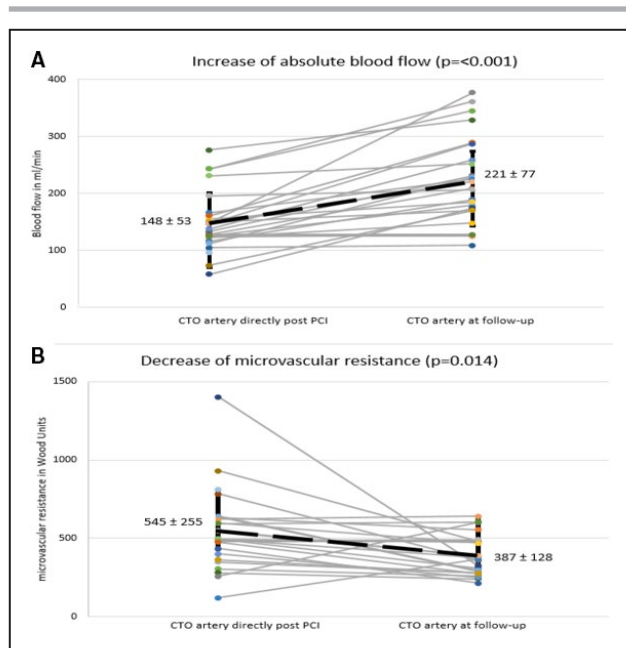 A
Increase of absolute blood flow (p=<0.001)
400
300
200
100
0
Blood flow in ml/min
148 ± 53
221 ± 77
CTO artery directly post PCI
CTO artery at follow-up
B
Decrease of microvascular resistance (p=0.014)
1500
1000
500
0
microvascular resistance in Wood Units
545 ± 255
387 ± 128
CTO artery directly post PCI
CTO artery at follow-up